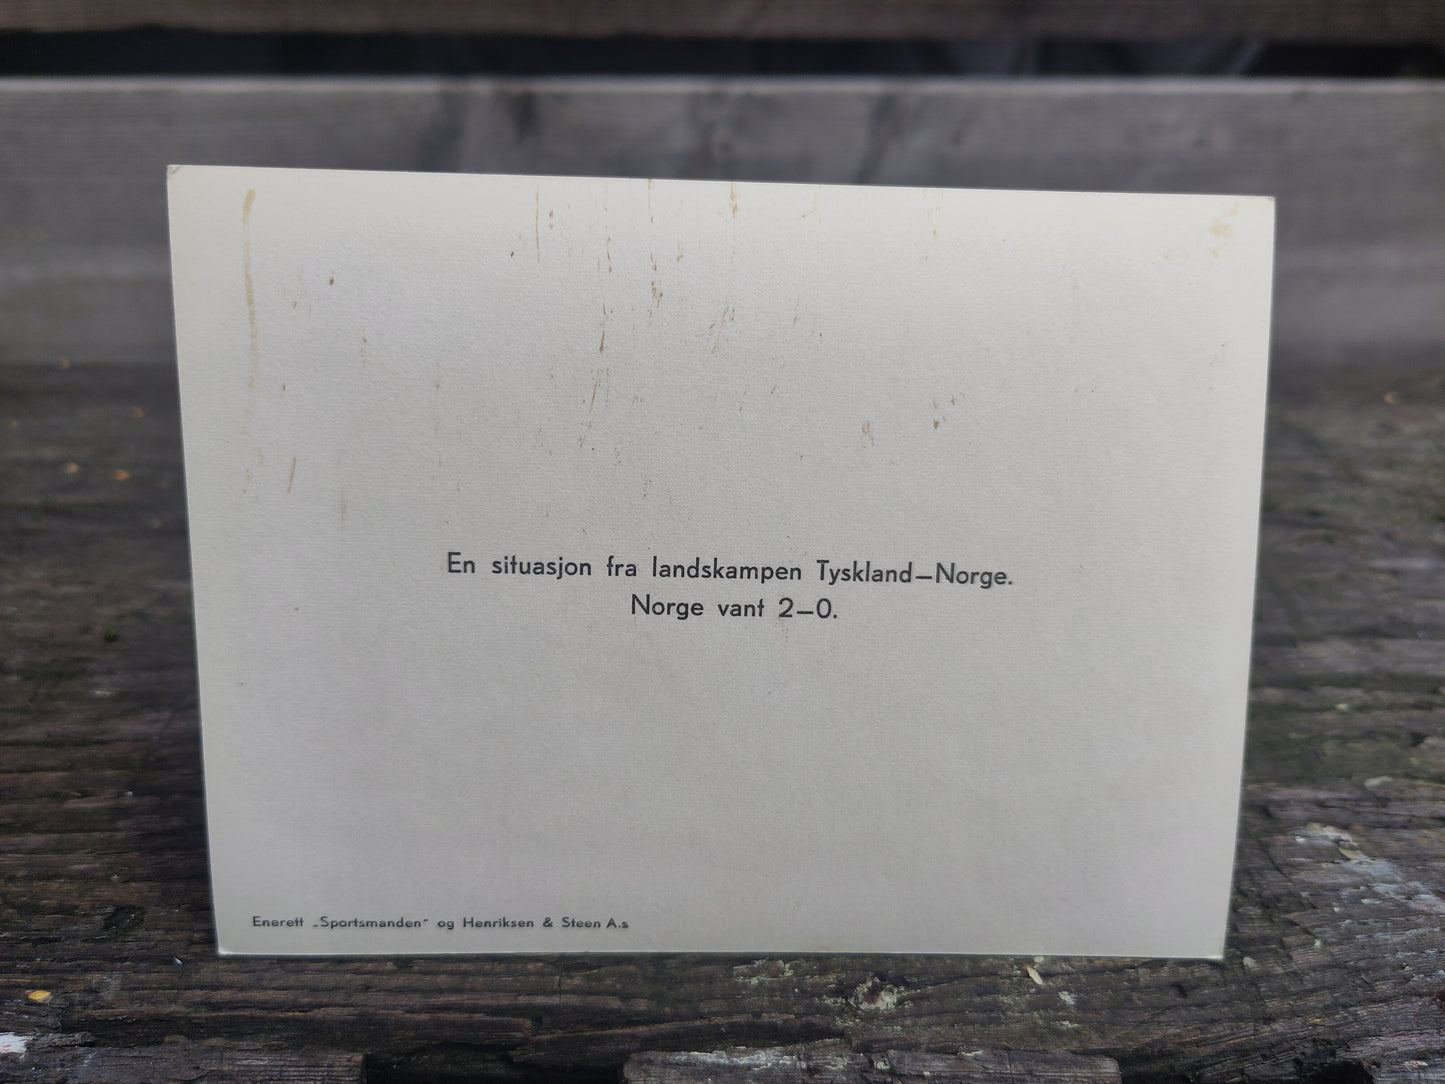 En situasjon fra landskampen Tyskland—Norge.
Norge vant 2—0.
Enerett „Sportsmanden“ og Henriksen & Steen A.s